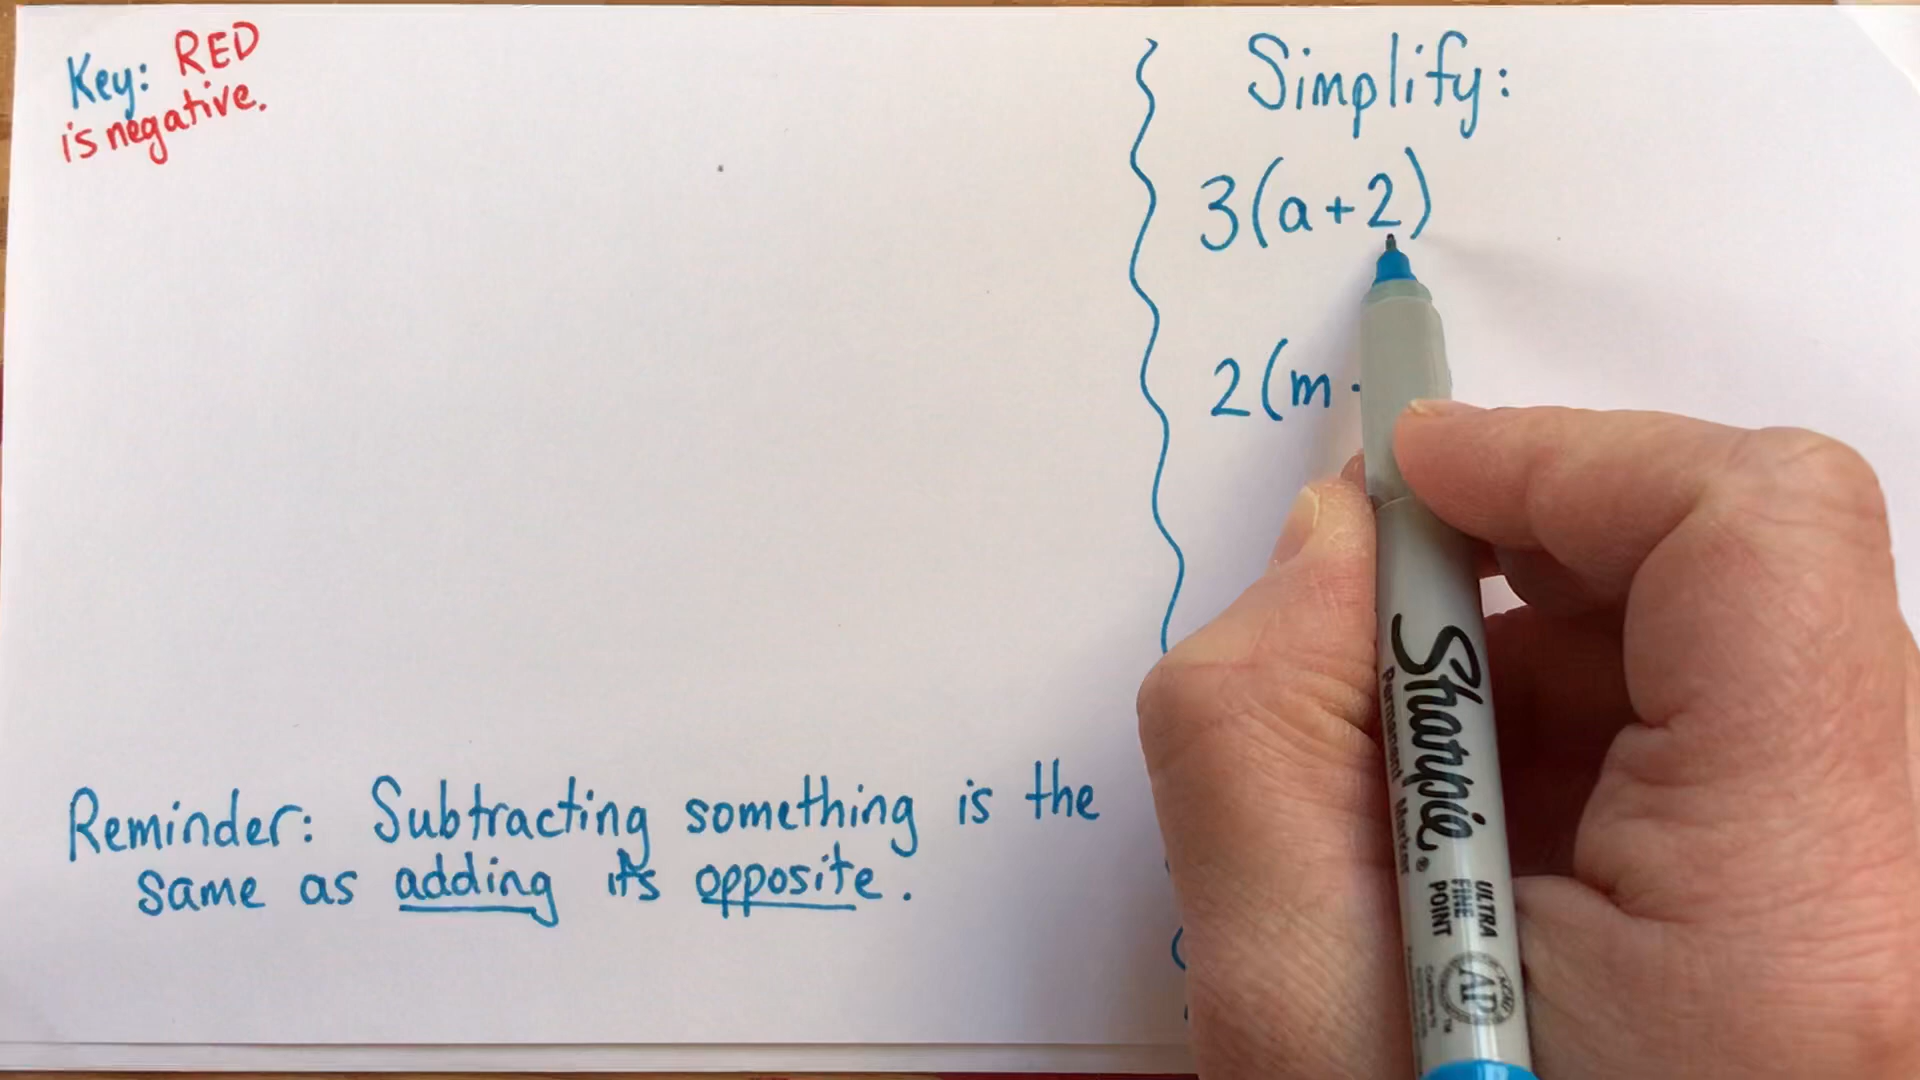 Key: RED
is negative.
Simplify:
3(a+2)
2(m
Reminder: Subtracting something is the
same as adding it's opposite.
Sharpie.®
Permanent Marker
ULTRA
FINE
POINT
AP